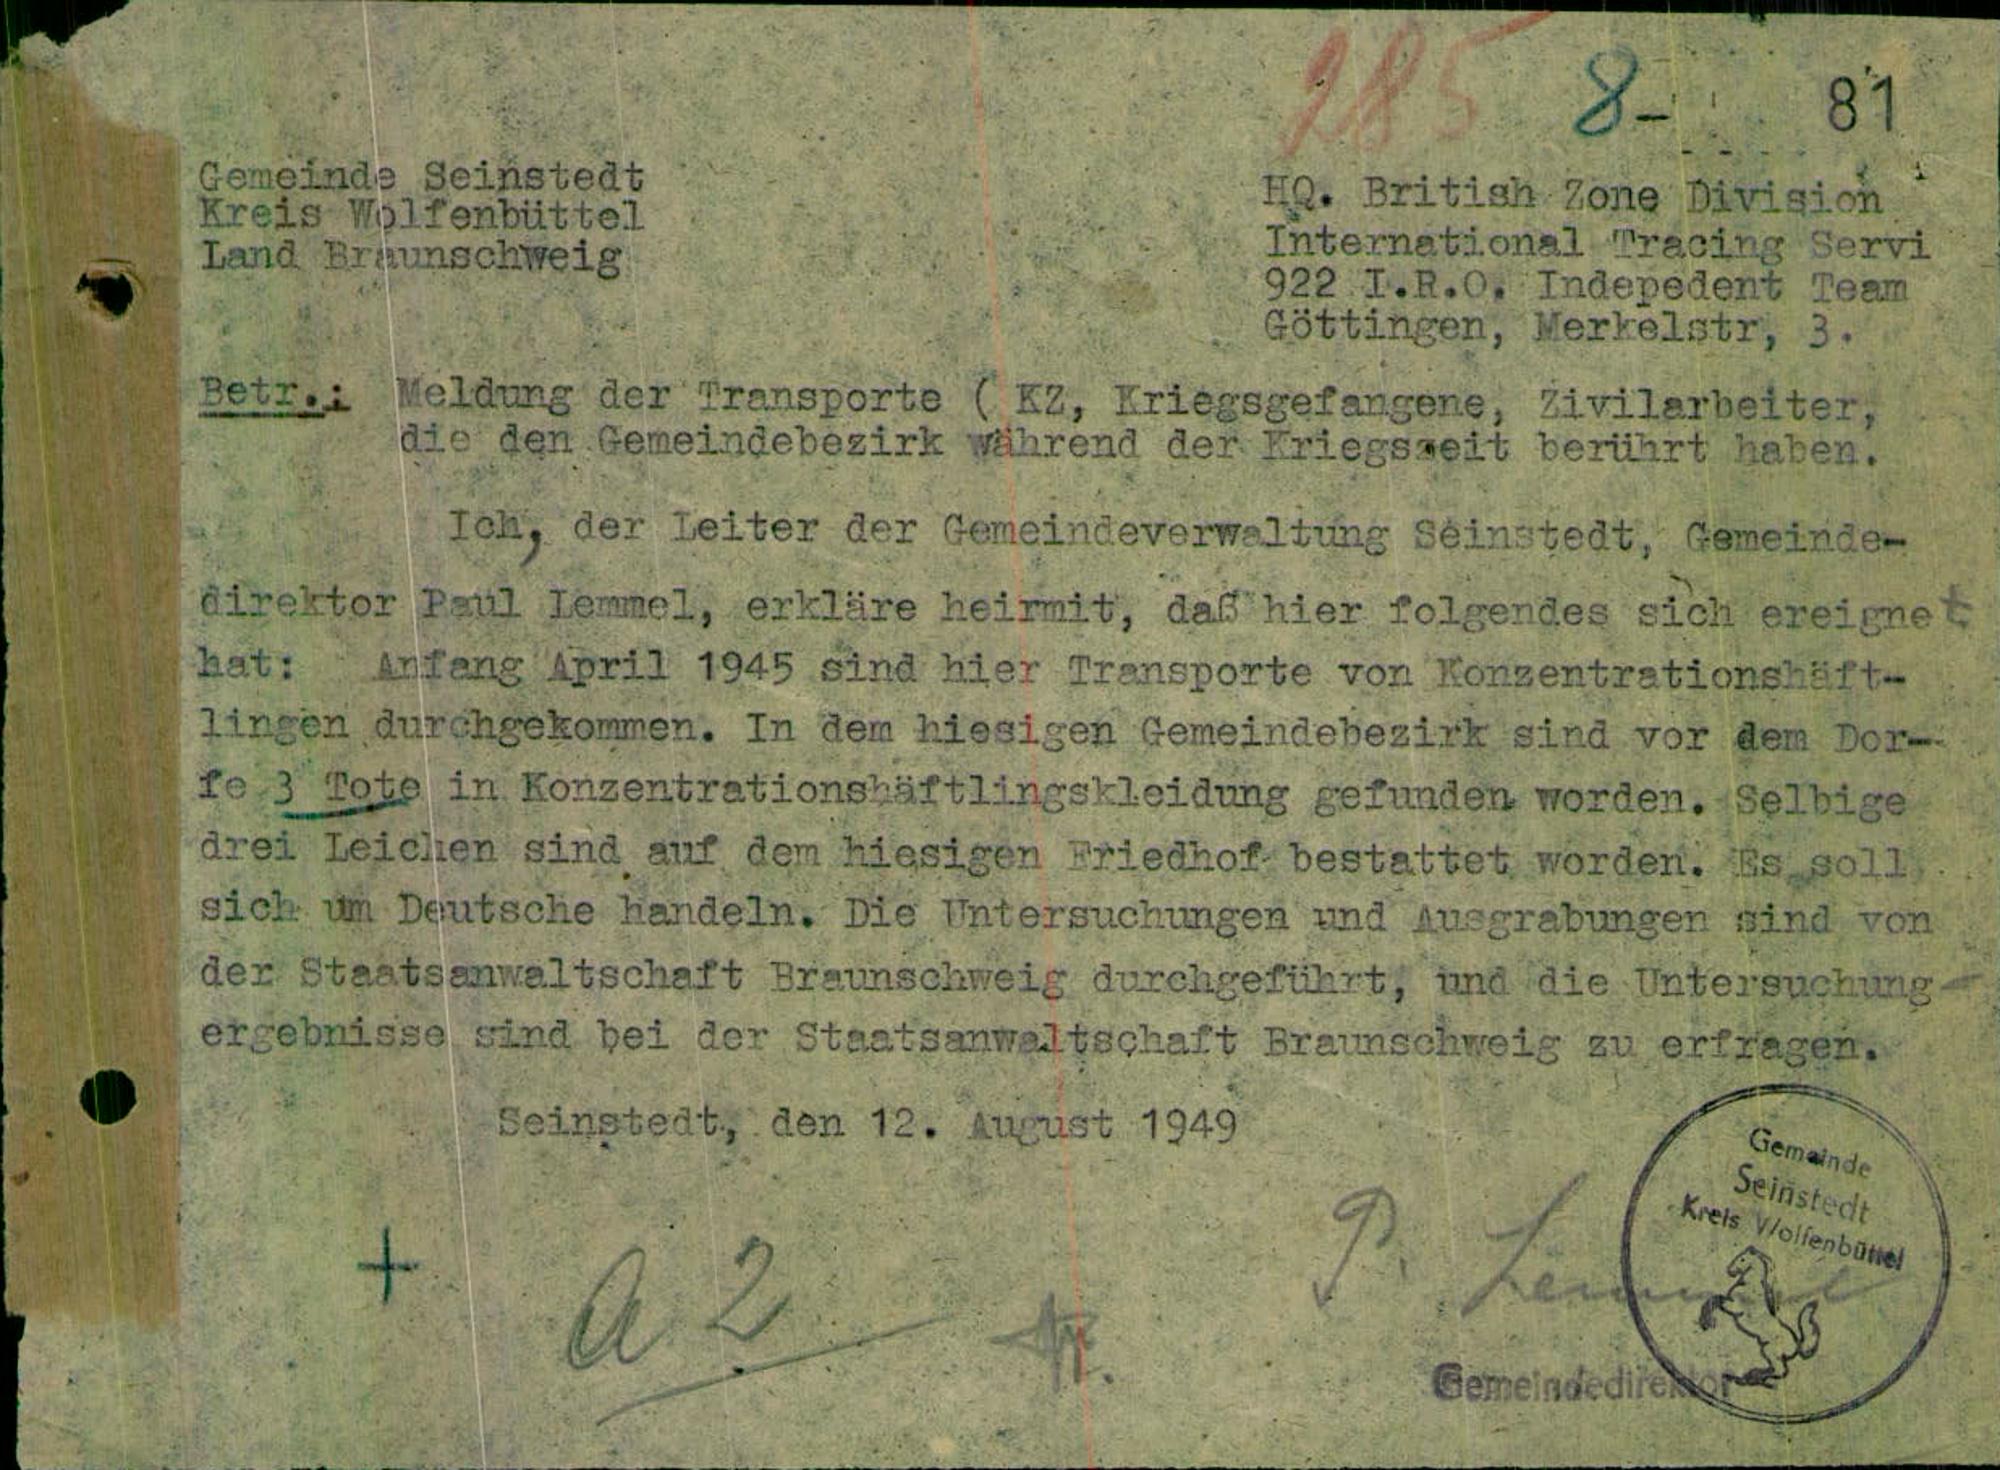 285 8- 81
Gemeinde Seinstedt
Kreis Wolfenbüttel
Land Braunschweig
HQ. British Zone Division
International Tracing Servi
922 I.R.O. Indepedent Team
Göttingen, Merkelstr, 3.
Betr.: Meldung der Transporte ( KZ, Kriegsgefangene, Zivilarbeiter,
die den Gemeindebezirk während der Kriegszeit berührt haben.
Ich, der Leiter der Gemeindeverwaltung Seinstedt, Gemeinde-
direktor Paul Lemmel, erkläre heirmit, daß hier folgendes sich ereignet
hat: Anfang April 1945 sind hier Transporte von Konzentrationshäft-
lingen durchgekommen. In dem hiesigen Gemeindebezirk sind vor dem Dor-
fe 3 Tote in Konzentrationshäftlingskleidung gefunden worden. Selbige
drei Leichen sind auf dem hiesigen Friedhof bestattet worden. Es soll
sich um Deutsche handeln. Die Untersuchungen und Ausgrabungen sind von
der Staatsanwaltschaft Braunschweig durchgeführt, und die Untersuchung-
ergebnisse sind bei der Staatsanwaltschaft Braunschweig zu erfragen.
Seinstedt, den 12. August 1949
Gemeinde
Seinstedt
Kreis Wolfenbüttel
+
a 2
P. Lemmel
Gemeindedirektor